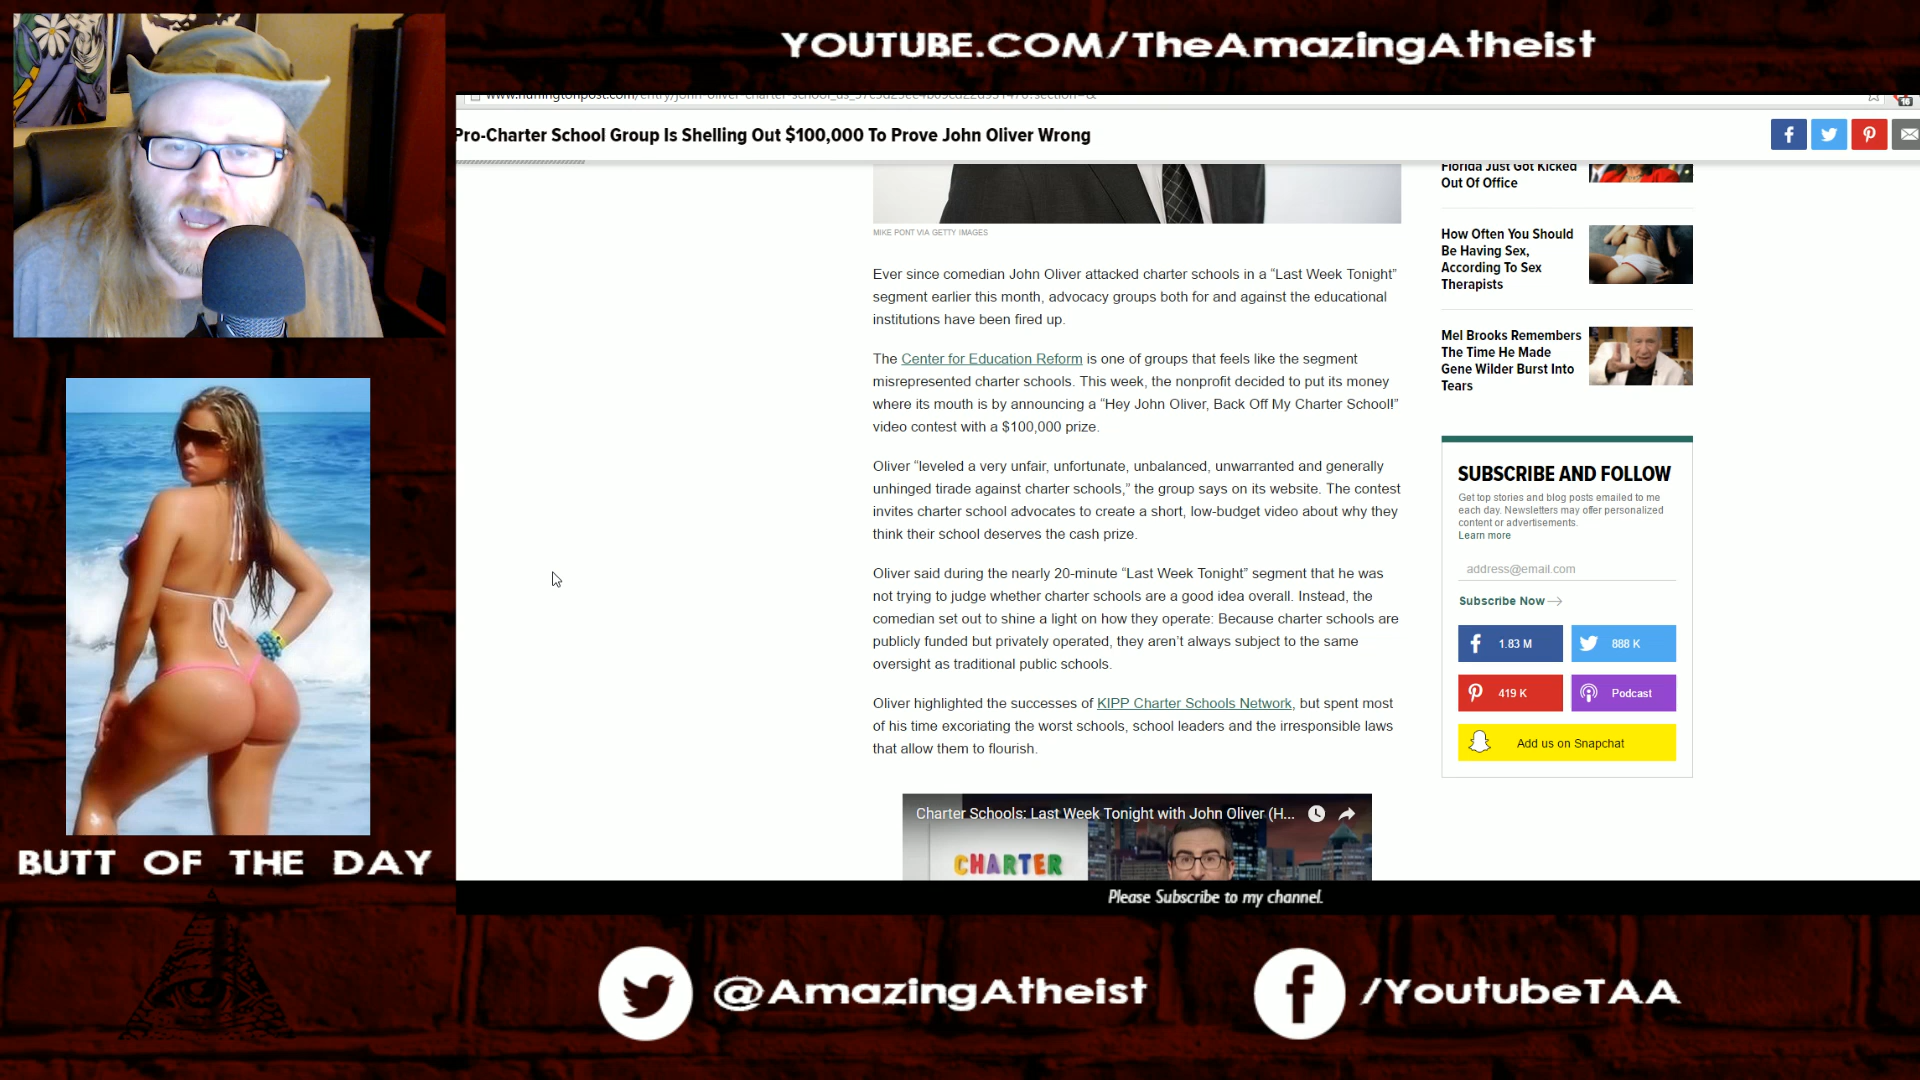 YOUTUBE.COM/TheAmazingAtheist
Pro-Charter School Group Is Shelling Out $100,000 To Prove John Oliver Wrong
MIKE PONT VIA GETTY IMAGES
Ever since comedian John Oliver attacked charter schools in a “Last Week Tonight”
segment earlier this month, advocacy groups both for and against the educational
institutions have been fired up.
The Center for Education Reform is one of groups that feels like the segment
misrepresented charter schools. This week, the nonprofit decided to put its money
where its mouth is by announcing a “Hey John Oliver, Back Off My Charter School!”
video contest with a $100,000 prize.
Oliver “leveled a very unfair, unfortunate, unbalanced, unwarranted and generally
unhinged tirade against charter schools,” the group says on its website. The contest
invites charter school advocates to create a short, low-budget video about why they
think their school deserves the cash prize.
Oliver said during the nearly 20-minute “Last Week Tonight” segment that he was
not trying to judge whether charter schools are a good idea overall. Instead, the
comedian set out to shine a light on how they operate: Because charter schools are
publicly funded but privately operated, they aren’t always subject to the same
oversight as traditional public schools.
Oliver highlighted the successes of KIPP Charter Schools Network, but spent most
of his time excoriating the worst schools, school leaders and the irresponsible laws
that allow them to flourish.
Charter Schools: Last Week Tonight with John Oliver (H...
CHARTER
Florida Just Got Kicked
Out Of Office
How Often You Should
Be Having Sex,
According To Sex
Therapists
Mel Brooks Remembers
The Time He Made
Gene Wilder Burst Into
Tears
SUBSCRIBE AND FOLLOW
Get top stories and blog posts emailed to me
each day. Newsletters may offer personalized
content or advertisements.
Learn more
address@email.com
Subscribe Now
1.83 M
888 K
419 K
Podcast
Add us on Snapchat
BUTT OF THE DAY
Please Subscribe to my channel.
@AmazingAtheist
/YoutubeTAA